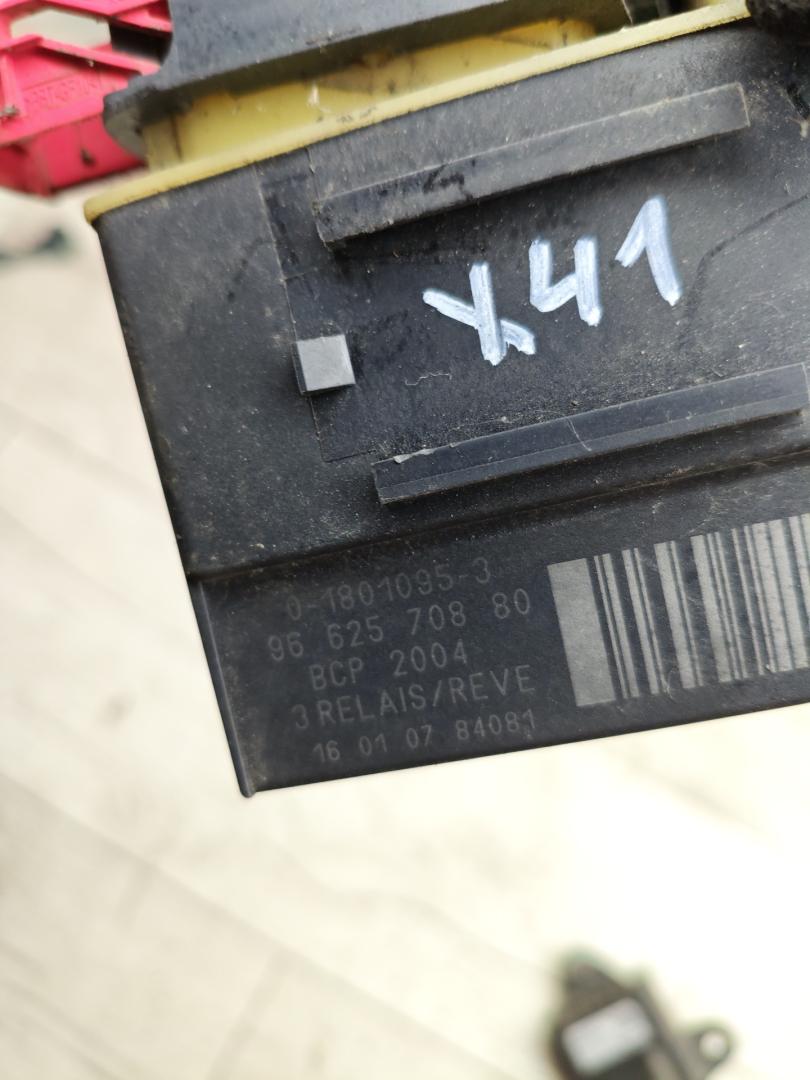 X41
0-1801095-3
96 625 708 80
BCP 2004
3 RELAIS/REVE
16 01 07 84081